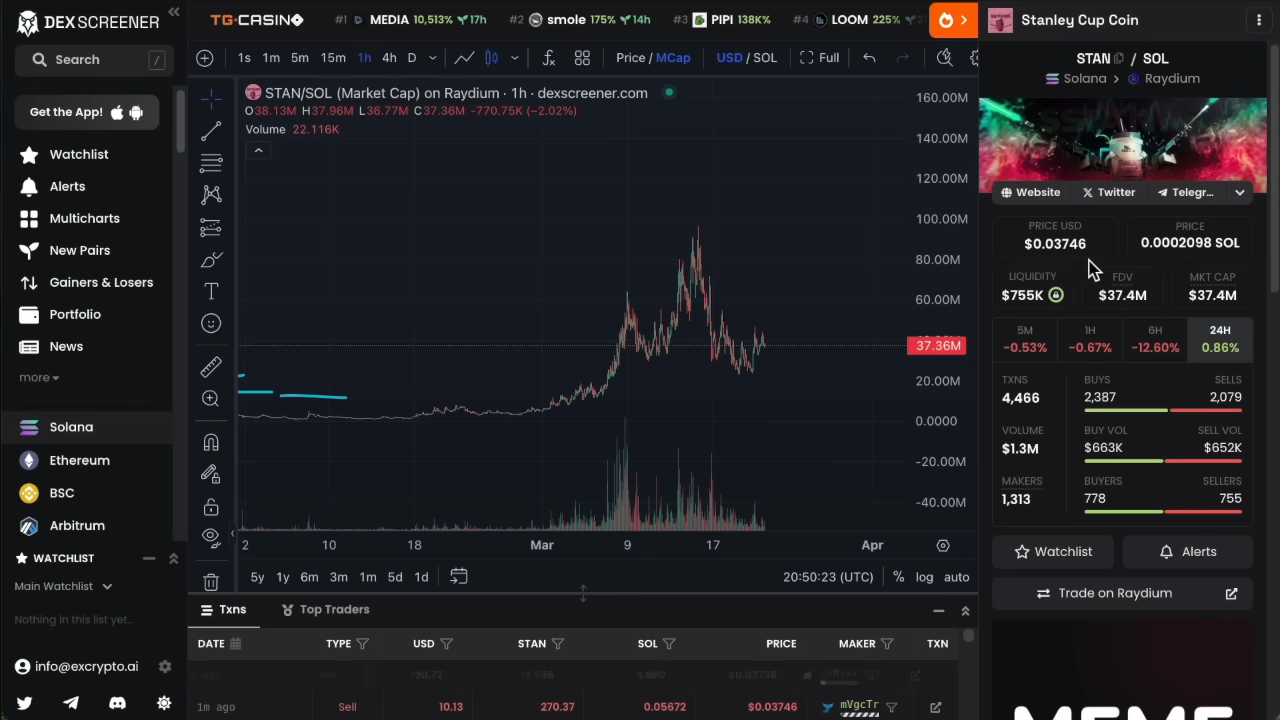 DEX SCREENER
Search
/
Get the App!
Watchlist
Alerts
Multicharts
New Pairs
Gainers & Losers
Portfolio
News
more
Solana
Ethereum
BSC
Arbitrum
WATCHLIST
Main Watchlist
Nothing in this list yet...
info@excrypto.ai
TG.CASINO
#1 MEDIA 10,513% 17h
#2 smole 175% 14h
#3 PIPI 138K%
#4 LOOM 225%
1s 1m 5m 15m 1h 4h D
Price / MCap
USD / SOL
Full
STAN/SOL (Market Cap) on Raydium · 1h · dexscreener.com
O38.13M H37.96M L36.77M C37.36M -770.75K (-2.02%)
Volume 22.116K
160.00M
140.00M
120.00M
100.00M
80.00M
60.00M
37.36M
20.00M
0.0000
-20.00M
-40.00M
2 10 18 Mar 9 17 Apr
5y 1y 6m 3m 1m 5d 1d
20:50:23 (UTC) % log auto
Txns
Top Traders
DATE TYPE USD STAN SOL PRICE MAKER TXN
1m ago Sell 10.13 270.37 0.05672 $0.03746 mVgcTr
Stanley Cup Coin
STAN / SOL
Solana > Raydium
Website
Twitter
Telegr...
PRICE USD
$0.03746
PRICE
0.0002098 SOL
LIQUIDITY
$755K
FDV
$37.4M
MKT CAP
$37.4M
5M
-0.53%
1H
-0.67%
6H
-12.60%
24H
0.86%
TXNS
4,466
BUYS
2,387
SELLS
2,079
VOLUME
$1.3M
BUY VOL
$663K
SELL VOL
$652K
MAKERS
1,313
BUYERS
778
SELLERS
755
Watchlist
Alerts
Trade on Raydium